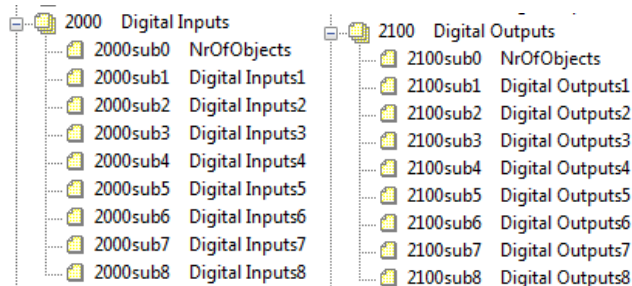 2000 Digital Inputs
2000sub0 NrOfObjects
2000sub1 Digital Inputs1
2000sub2 Digital Inputs2
2000sub3 Digital Inputs3
2000sub4 Digital Inputs4
2000sub5 Digital Inputs5
2000sub6 Digital Inputs6
2000sub7 Digital Inputs7
2000sub8 Digital Inputs8
2100 Digital Outputs
2100sub0 NrOfObjects
2100sub1 Digital Outputs1
2100sub2 Digital Outputs2
2100sub3 Digital Outputs3
2100sub4 Digital Outputs4
2100sub5 Digital Outputs5
2100sub6 Digital Outputs6
2100sub7 Digital Outputs7
2100sub8 Digital Outputs8